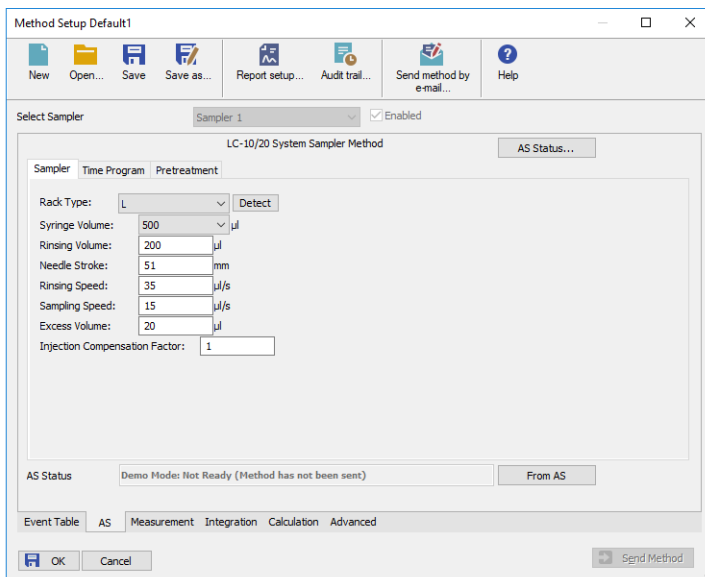 Method Setup Default1
New Open... Save Save as... Report setup... Audit trail... Send method by e-mail... Help
Select Sampler Sampler 1 Enabled
LC-10/20 System Sampler Method AS Status...
Sampler Time Program Pretreatment
Rack Type: L Detect
Syringe Volume: 500 µl
Rinsing Volume: 200 µl
Needle Stroke: 51 mm
Rinsing Speed: 35 µl/s
Sampling Speed: 15 µl/s
Excess Volume: 20 µl
Injection Compensation Factor: 1
AS Status Demo Mode: Not Ready (Method has not been sent) From AS
Event Table AS Measurement Integration Calculation Advanced
OK Cancel Send Method